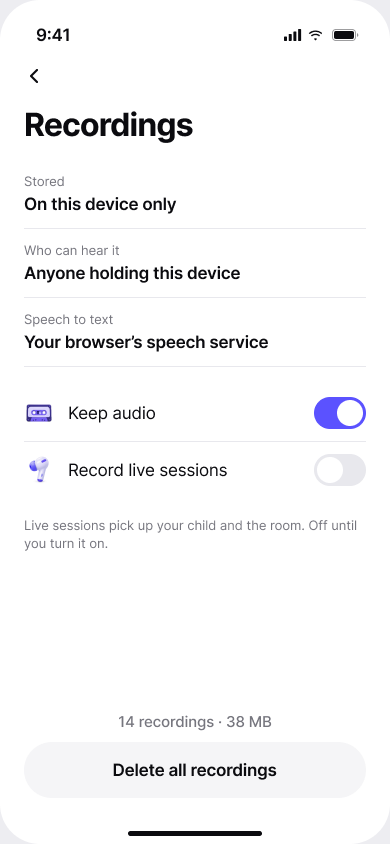 9:41
Recordings
Stored
On this device only
Who can hear it
Anyone holding this device
Speech to text
Your browser’s speech service
Keep audio
Record live sessions
Live sessions pick up your child and the room. Off until
you turn it on.
14 recordings · 38 MB
Delete all recordings